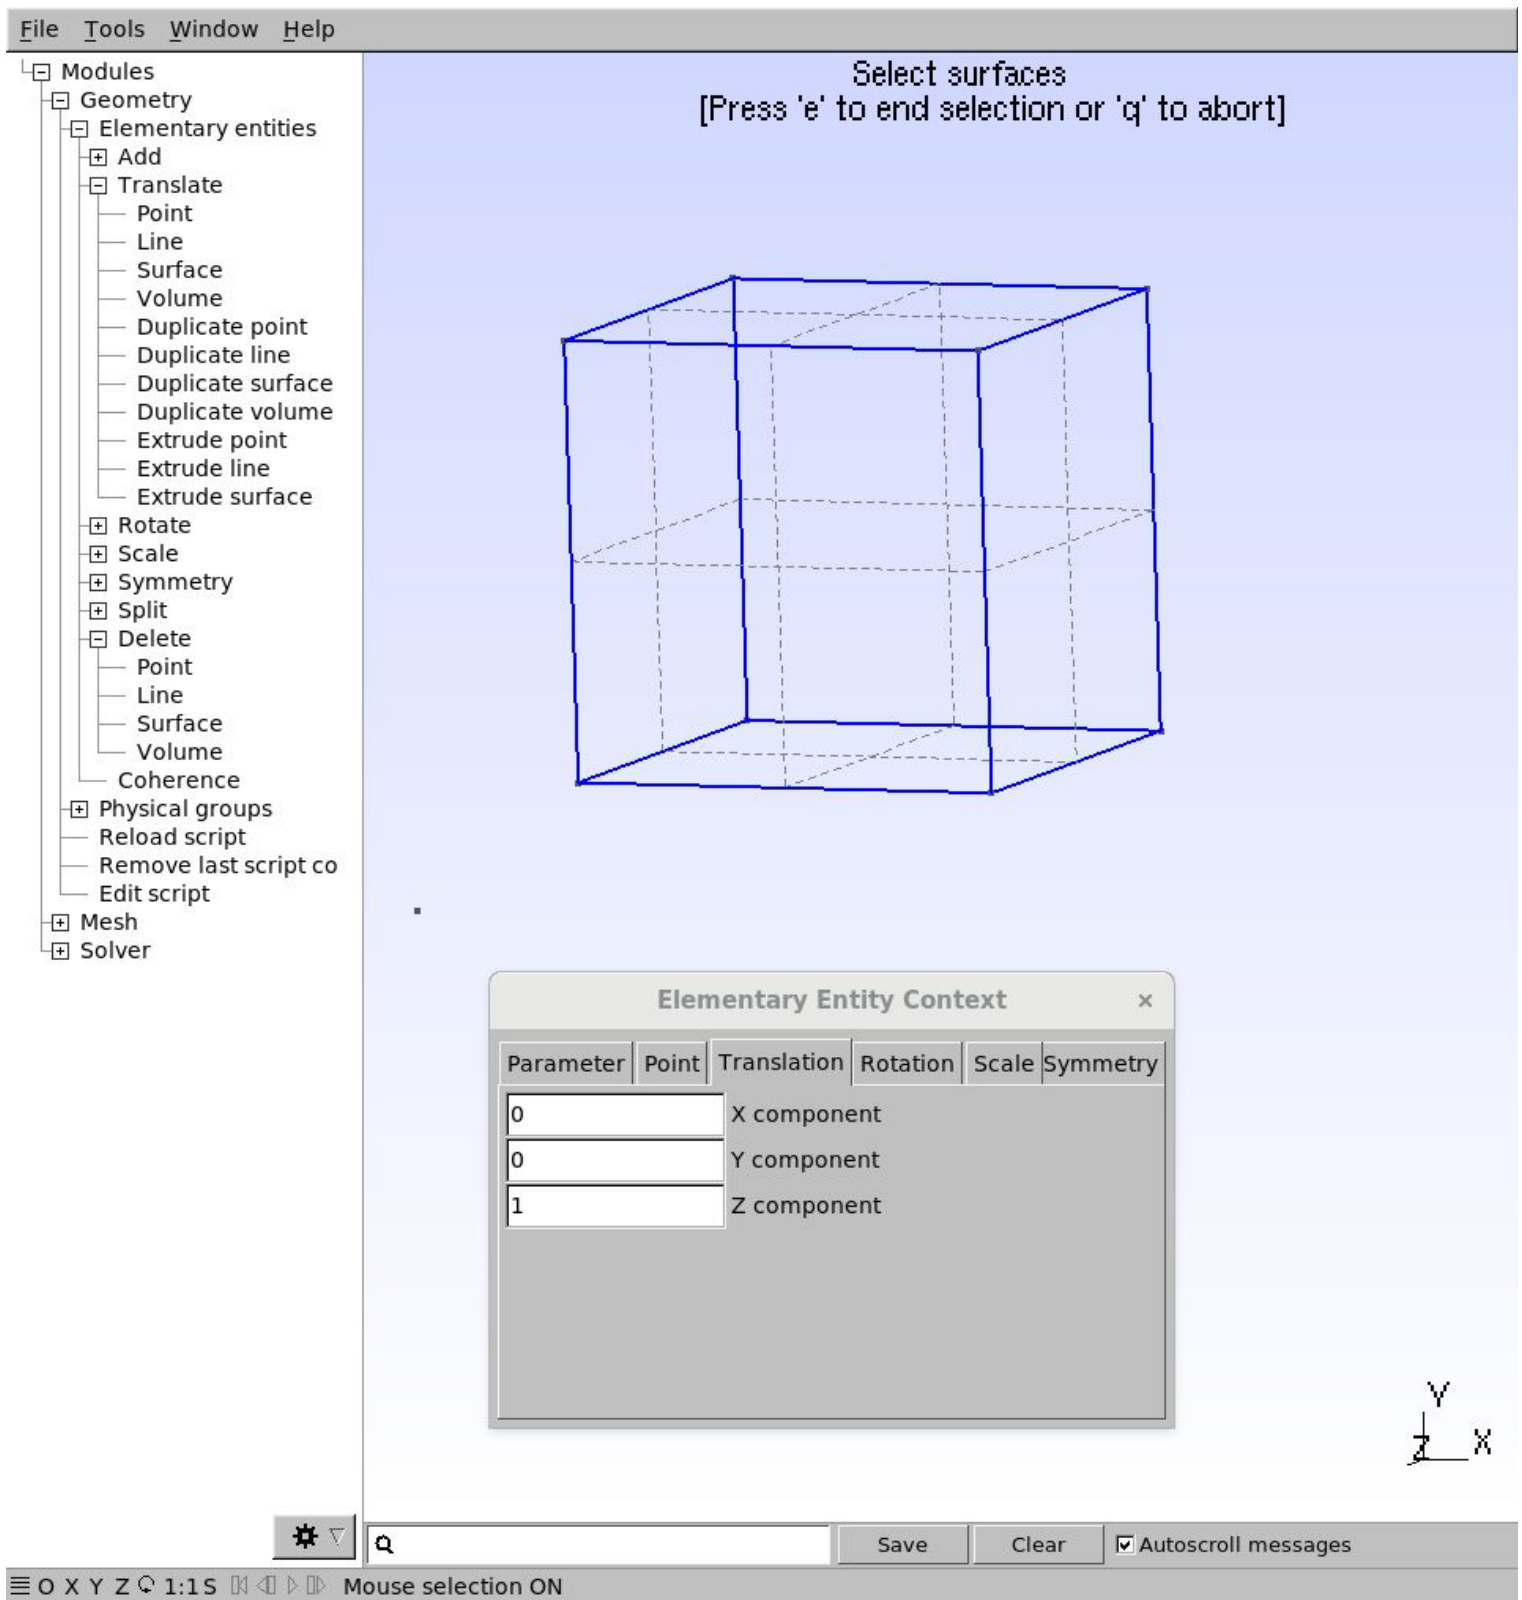 File Tools Window Help
Modules
Geometry
Elementary entities
Add
Translate
Point
Line
Surface
Volume
Duplicate point
Duplicate line
Duplicate surface
Duplicate volume
Extrude point
Extrude line
Extrude surface
Rotate
Scale
Symmetry
Split
Delete
Point
Line
Surface
Volume
Coherence
Physical groups
Reload script
Remove last script co
Edit script
Mesh
Solver
Select surfaces
[Press 'e' to end selection or 'q' to abort]
Elementary Entity Context
Parameter Point Translation Rotation Scale Symmetry
0 X component
0 Y component
1 Z component
Y
Z X
Save Clear Autoscroll messages
O X Y Z 1:1 S Mouse selection ON